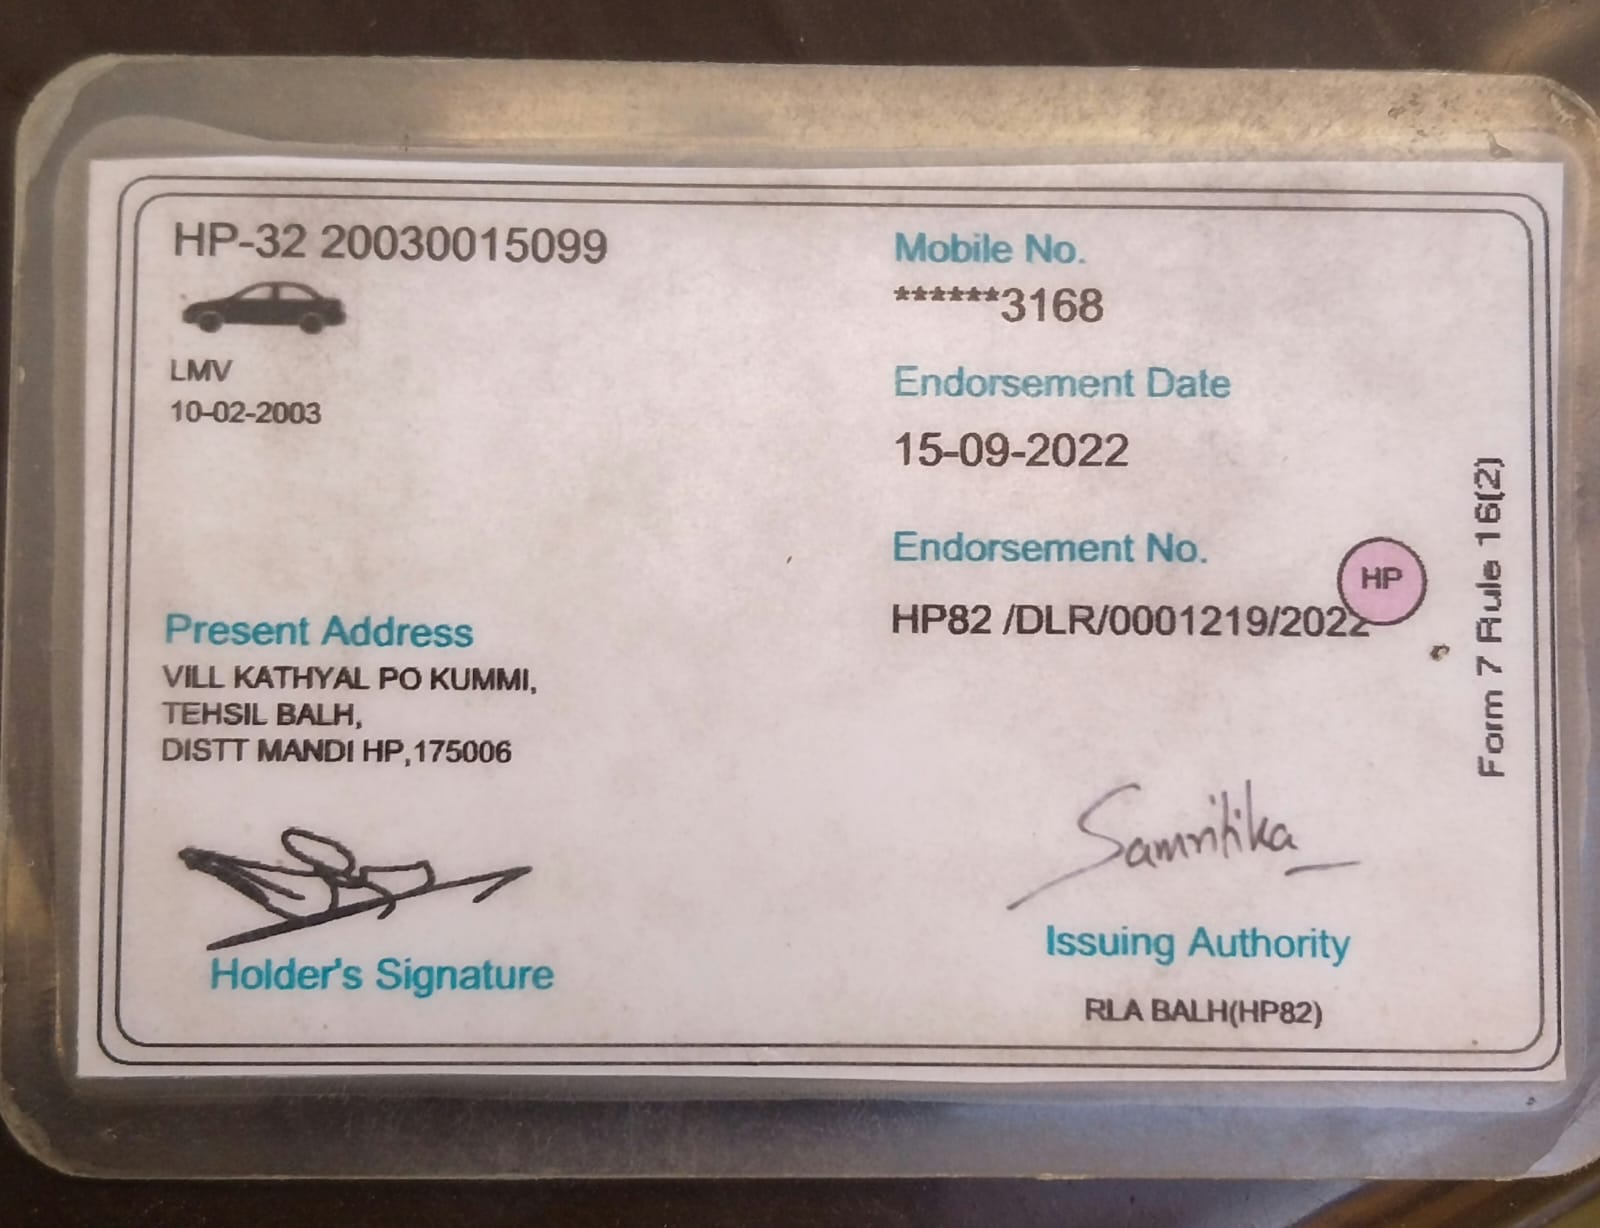 HP-32 20030015099
LMV
10-02-2003
Mobile No.
******3168
Endorsement Date
15-09-2022
Endorsement No.
HP82 /DLR/0001219/2022
HP
Form 7 Rule 16(2)
Present Address
VILL KATHYAL PO KUMMI,
TEHSIL BALH,
DISTT MANDI HP,175006
Holder's Signature
Samritika
Issuing Authority
RLA BALH(HP82)